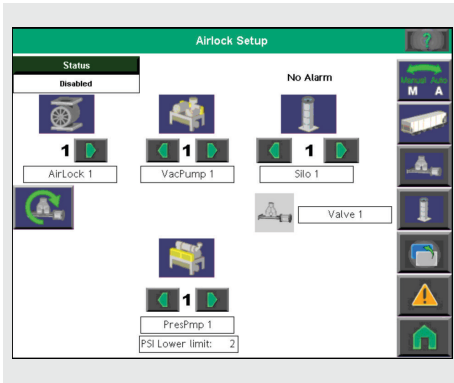 Airlock Setup
?
Status
Disabled
No Alarm
Manual Auto
M A
1
1
1
AirLock 1
VacPump 1
Silo 1
Valve 1
1
PresPmp 1
PSI Lower limit: 2